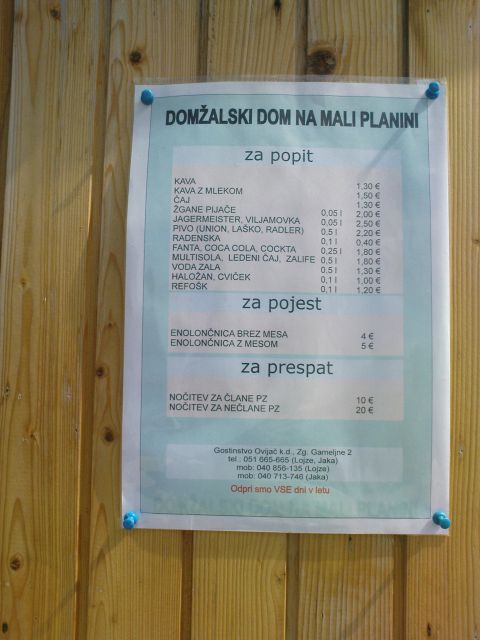 DOMŽALSKI DOM NA MALI PLANINI
za popit
KAVA 1,30 €
KAVA Z MLEKOM 1,50 €
ČAJ 1,30 €
ŽGANE PIJAČE 0,05 l 2,00 €
JAGERMEISTER, VILJAMOVKA 0,05 l 2,50 €
PIVO (UNION, LAŠKO, RADLER) 0,5 l 2,20 €
RADENSKA 0,1 l 0,40 €
FANTA, COCA COLA, COCKTA 0,25 l 1,80 €
MULTISOLA, LEDENI ČAJ, ZALIFE 0,5 l 1,80 €
VODA ZALA 0,5 l 1,30 €
HALOŽAN, CVIČEK 0,1 l 1,00 €
REFOŠK 0,1 l 1,20 €
za pojest
ENOLONČNICA BREZ MESA 4 €
ENOLONČNICA Z MESOM 5 €
za prespat
NOČITEV ZA ČLANE PZ 10 €
NOČITEV ZA NEČLANE PZ 20 €
Gostinstvo Ovijač k.d., Zg. Gameljne 2
tel.: 051 665-665 (Lojze, Jaka)
mob: 040 856-135 (Lojze)
mob: 040 713-746 (Jaka)
Odprti smo VSE dni v letu